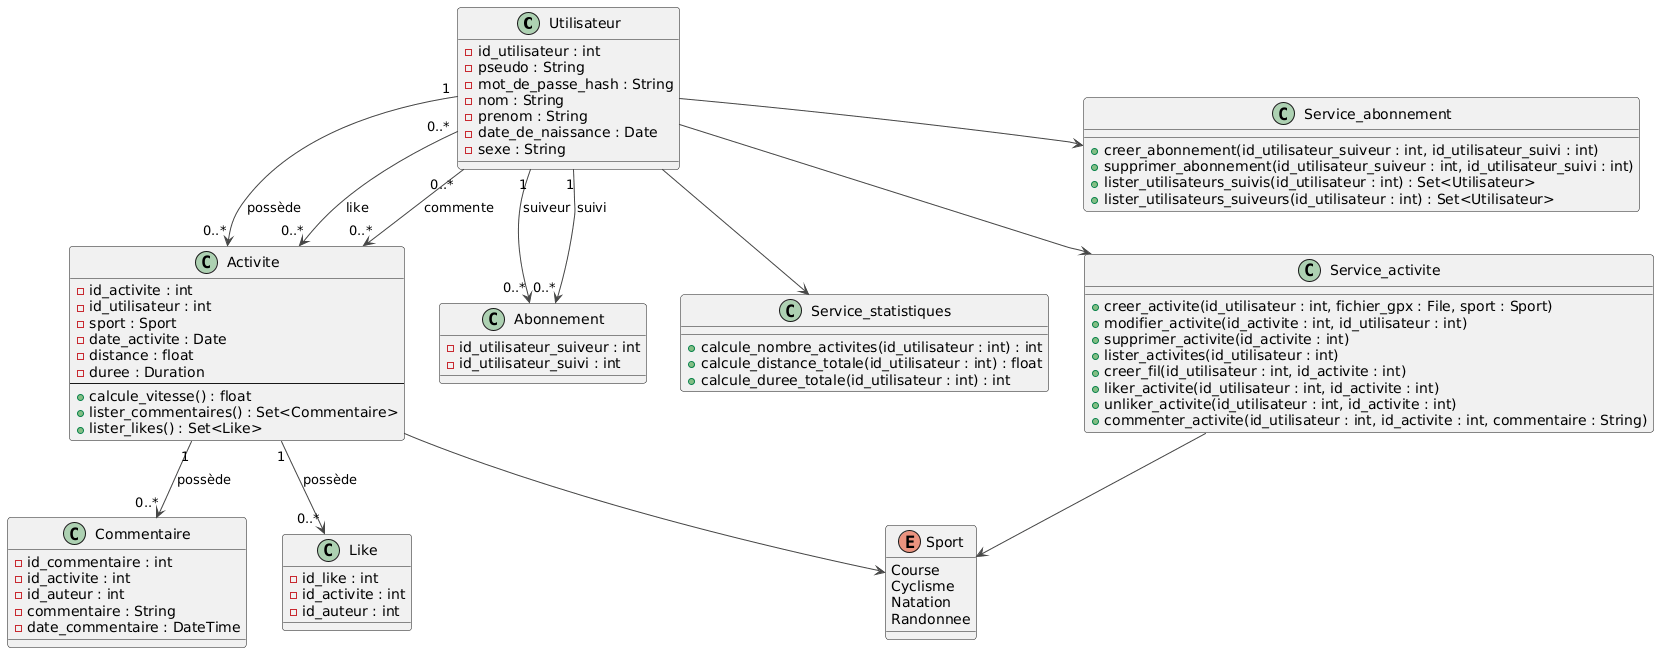 C Utilisateur
id_utilisateur : int
pseudo : String
mot_de_passe_hash : String
nom : String
prenom : String
date_de_naissance : Date
sexe : String
C Service_abonnement
creer_abonnement(id_utilisateur_suiveur : int, id_utilisateur_suivi : int)
supprimer_abonnement(id_utilisateur_suiveur : int, id_utilisateur_suivi : int)
lister_utilisateurs_suivis(id_utilisateur : int) : Set<Utilisateur>
lister_utilisateurs_suiveurs(id_utilisateur : int) : Set<Utilisateur>
1
0..*
0..*
1
1
possède
like
commente
suiveur
suivi
0..*
0..*
0..*
0..*
0..*
C Activite
id_activite : int
id_utilisateur : int
sport : Sport
date_activite : Date
distance : float
duree : Duration
calcule_vitesse() : float
lister_commentaires() : Set<Commentaire>
lister_likes() : Set<Like>
C Abonnement
id_utilisateur_suiveur : int
id_utilisateur_suivi : int
C Service_statistiques
calcule_nombre_activites(id_utilisateur : int) : int
calcule_distance_totale(id_utilisateur : int) : float
calcule_duree_totale(id_utilisateur : int) : int
C Service_activite
creer_activite(id_utilisateur : int, fichier_gpx : File, sport : Sport)
modifier_activite(id_activite : int, id_utilisateur : int)
supprimer_activite(id_activite : int)
lister_activites(id_utilisateur : int)
creer_fil(id_utilisateur : int, id_activite : int)
liker_activite(id_utilisateur : int, id_activite : int)
unliker_activite(id_utilisateur : int, id_activite : int)
commenter_activite(id_utilisateur : int, id_activite : int, commentaire : String)
1
1
possède
possède
0..*
0..*
C Commentaire
id_commentaire : int
id_activite : int
id_auteur : int
commentaire : String
date_commentaire : DateTime
C Like
id_like : int
id_activite : int
id_auteur : int
E Sport
Course
Cyclisme
Natation
Randonnee